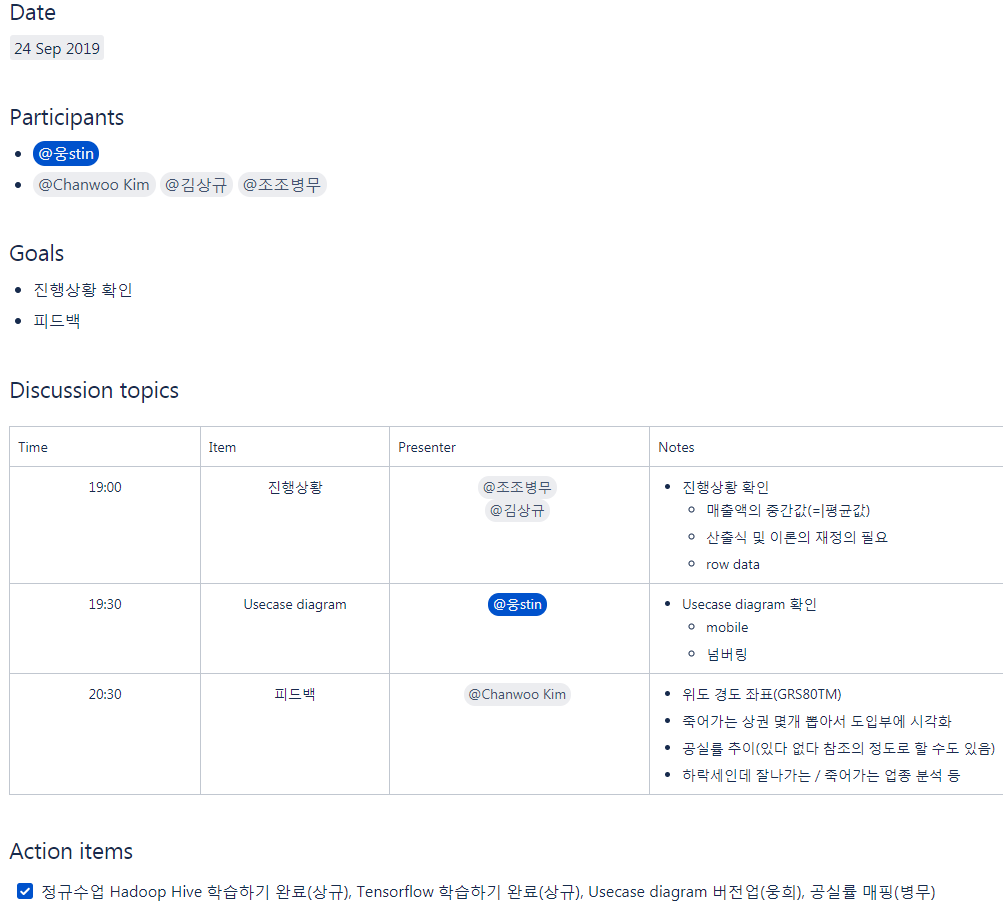 Date
24 Sep 2019
Participants
@웅stin
@Chanwoo Kim @김상규 @조조병무
Goals
진행상황 확인
피드백
Discussion topics
Time Item Presenter Notes
19:00 진행상황 @조조병무 진행상황 확인
@김상규 매출액의 중간값(=|평균값)
산출식 및 이론의 재정의 필요
row data
19:30 Usecase diagram @웅stin Usecase diagram 확인
mobile
넘버링
20:30 피드백 @Chanwoo Kim 위도 경도 좌표(GRS80TM)
죽어가는 상권 몇개 뽑아서 도입부에 시각화
공실률 추이(있다 없다 참조의 정도로 할 수도 있음)
하락세인데 잘나가는 / 죽어가는 업종 분석 등
Action items
정규수업 Hadoop Hive 학습하기 완료(상규), Tensorflow 학습하기 완료(상규), Usecase diagram 버전업(웅희), 공실률 매핑(병무)